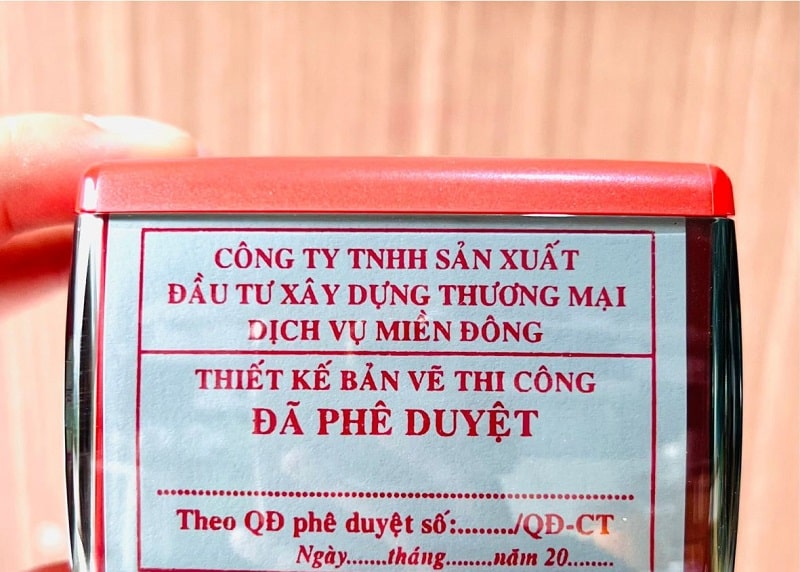 CÔNG TY TNHH SẢN XUẤT
ĐẦU TƯ XÂY DỰNG THƯƠNG MẠI
DỊCH VỤ MIỀN ĐÔNG
THIẾT KẾ BẢN VẼ THI CÔNG
ĐÃ PHÊ DUYỆT
................................................................................
Theo QĐ phê duyệt số:........./QĐ-CT
Ngày.......tháng........năm 20........